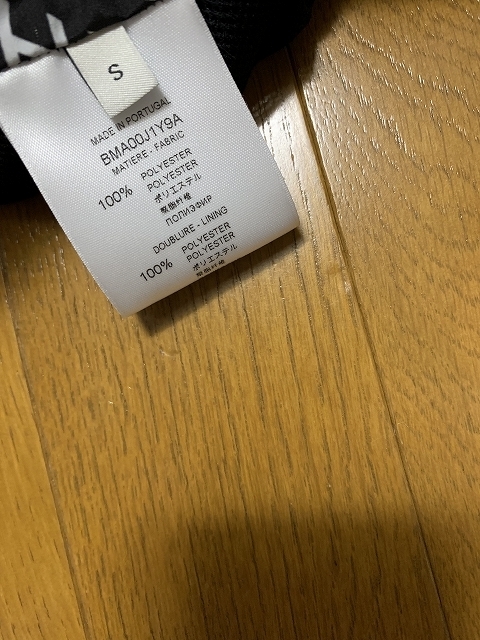 S
MADE IN PORTUGAL
BMA00J1Y9A
MATIERE - FABRIC
100% POLYESTER
POLYESTER
ポリエステル
聚酯纤维
ПОЛИЭФИР
DOUBLURE - LINING
100% POLYESTER
POLYESTER
ポリエステル
聚酯纤维